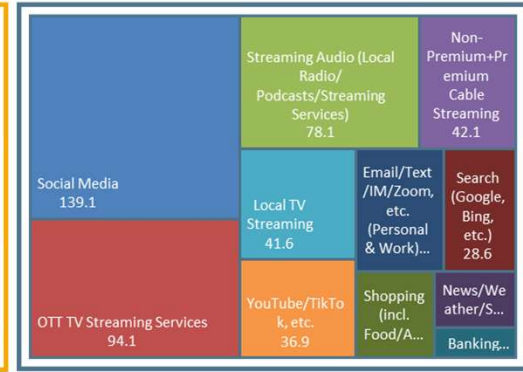 Social Media
139.1
OTT TV Streaming Services
94.1
Streaming Audio (Local
Radio/
Podcasts/Streaming
Services)
78.1
Non-
Premium+Pr
emium
Cable
Streaming
42.1
Local TV
Streaming
41.6
YouTube/TikTo
k, etc.
36.9
Email/Text
/IM/Zoom,
etc.
(Personal
& Work)...
Search
(Google,
Bing,
etc.)
28.6
Shopping
(incl.
Food/A...
News/We
ather/S...
Banking...